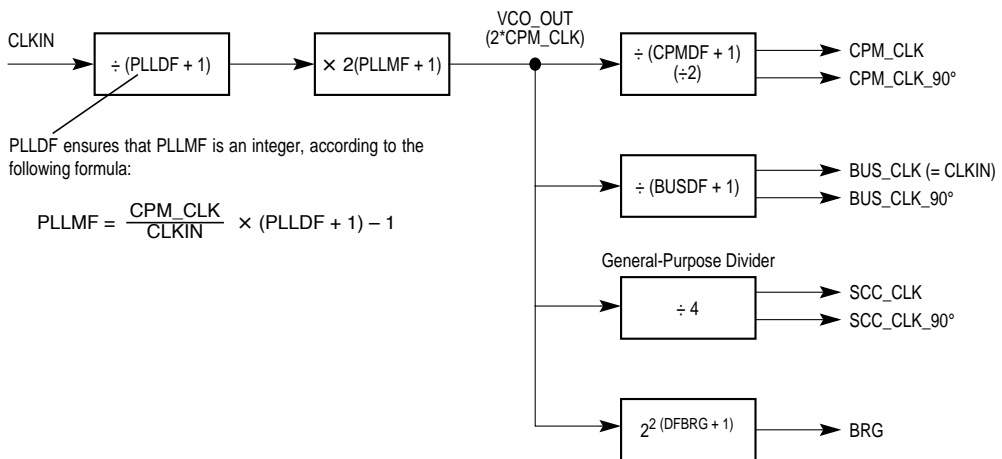 VCO_OUT
(2*CPM_CLK)
CLKIN
÷ (PLLDF + 1)
× 2(PLLMF + 1)
÷ (CPMDF + 1)
(÷2)
CPM_CLK
CPM_CLK_90°
PLLDF ensures that PLLMF is an integer, according to the
following formula:
PLLMF = CPM_CLK / CLKIN × (PLLDF + 1) – 1
÷ (BUSDF + 1)
BUS_CLK (= CLKIN)
BUS_CLK_90°
General-Purpose Divider
÷ 4
SCC_CLK
SCC_CLK_90°
2^2 (DFBRG + 1)
BRG